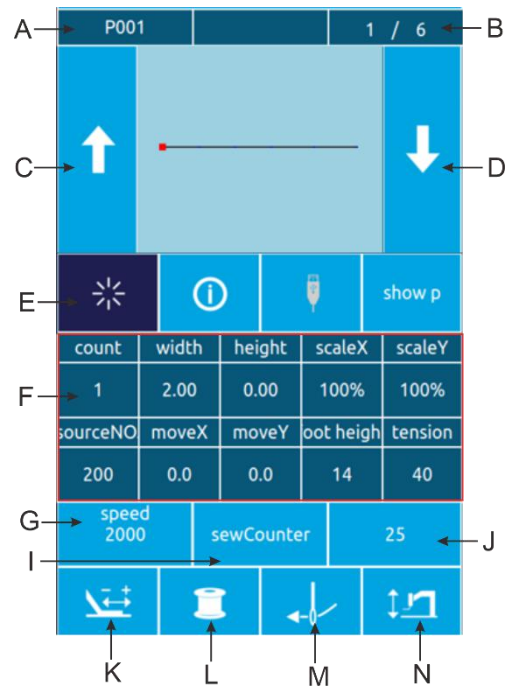 A P001 1 / 6 B
C D
E show p
count width height scaleX scaleY
F 1 2.00 0.00 100% 100%
sourceNO moveX moveY oot heigh tension
200 0.0 0.0 14 40
G speed
2000 sewCounter 25 J
I
K L M N